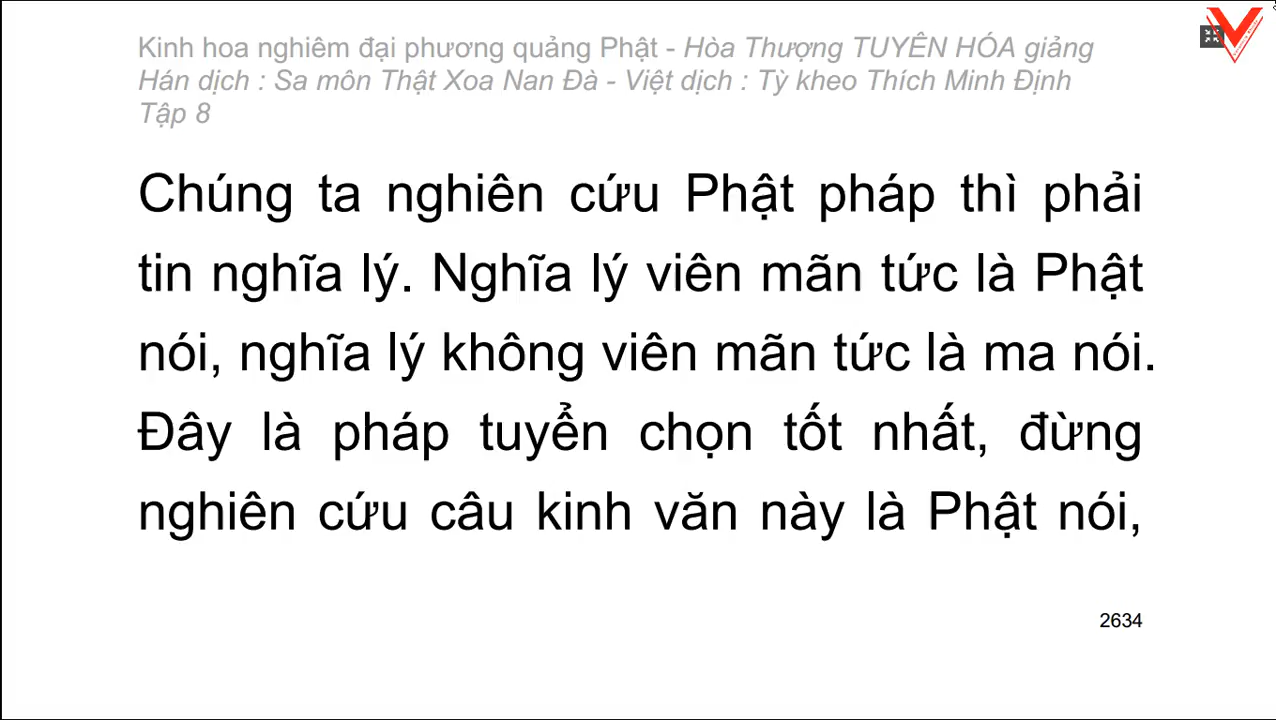 Kinh hoa nghiêm đại phương quảng Phật - Hòa Thượng TUYÊN HÓA giảng
Hán dịch : Sa môn Thật Xoa Nan Đà - Việt dịch : Tỳ kheo Thích Minh Định
Tập 8
Chúng ta nghiên cứu Phật pháp thì phải
tin nghĩa lý. Nghĩa lý viên mãn tức là Phật
nói, nghĩa lý không viên mãn tức là ma nói.
Đây là pháp tuyển chọn tốt nhất, đừng
nghiên cứu câu kinh văn này là Phật nói,
2634